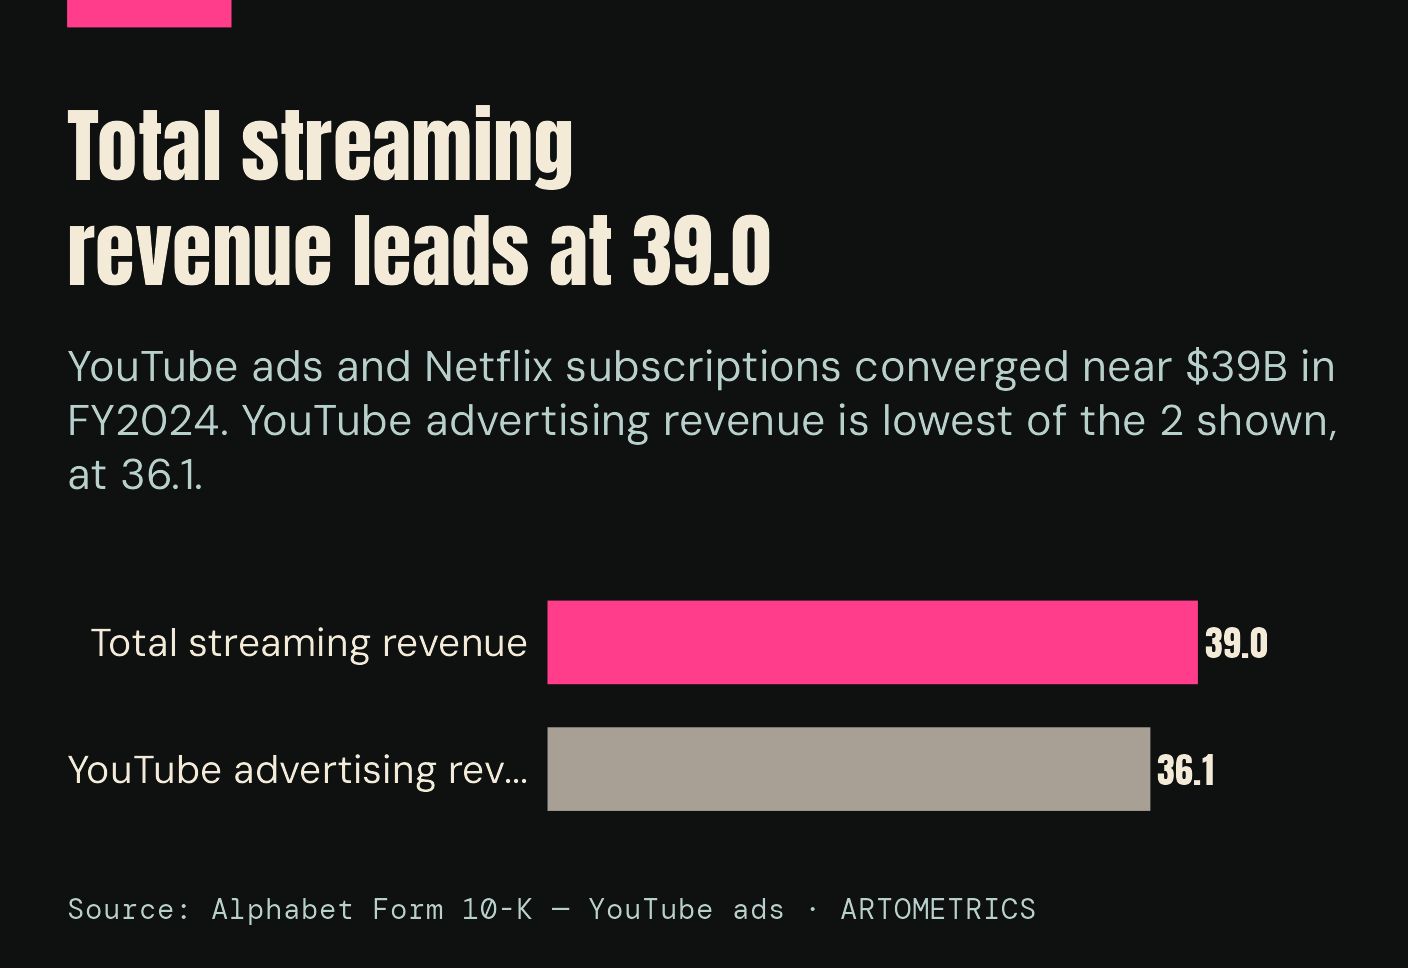 Total streaming
revenue leads at 39.0
YouTube ads and Netflix subscriptions converged near $39B in
FY2024. YouTube advertising revenue is lowest of the 2 shown,
at 36.1.
Total streaming revenue 39.0
YouTube advertising rev... 36.1
Source: Alphabet Form 10-K — YouTube ads · ARTOMETRICS